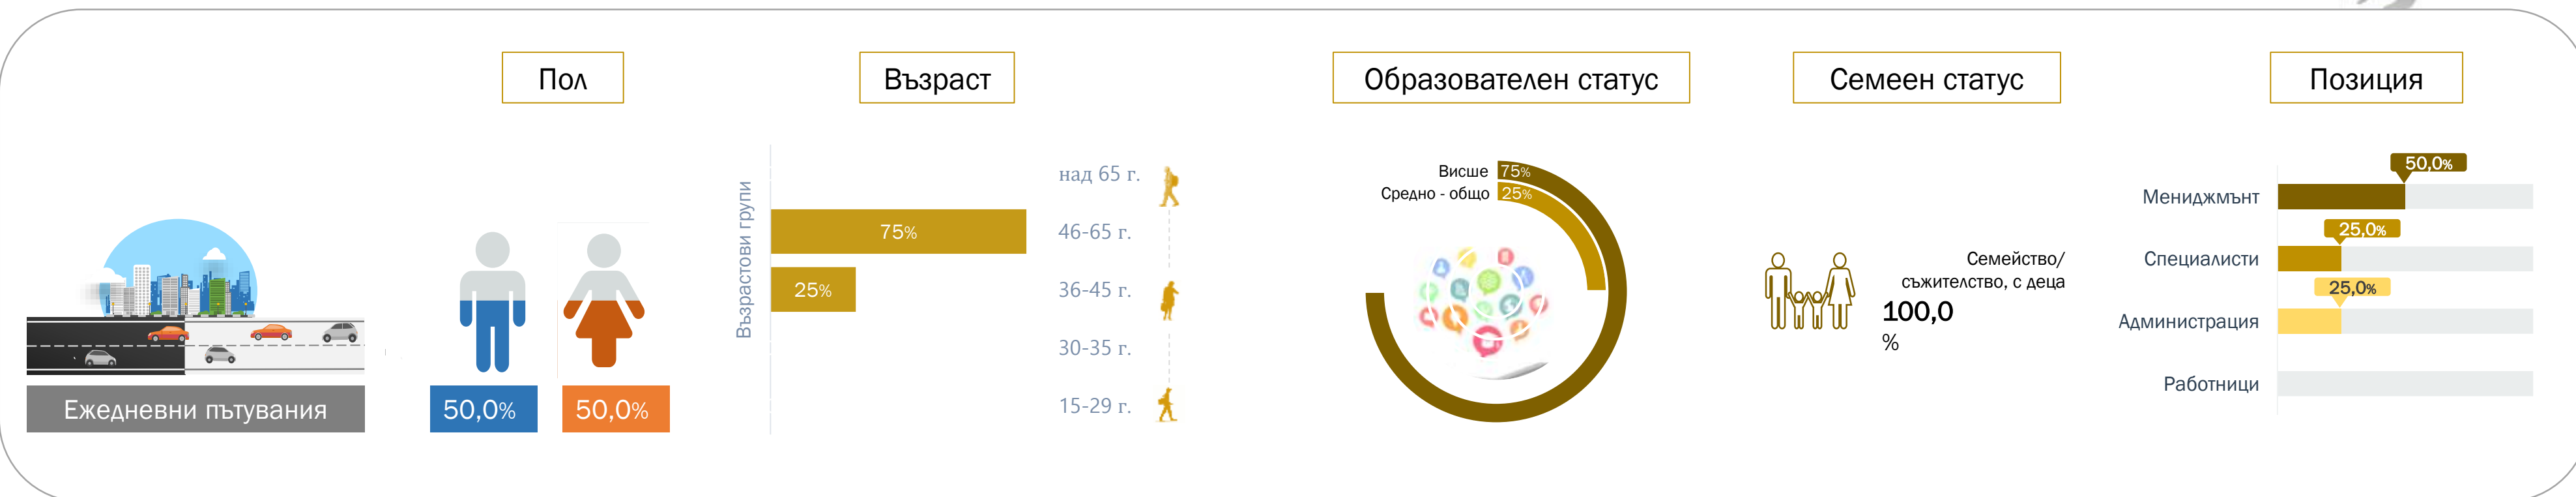 Пол
Възраст
Образователен статус
Семеен статус
Позиция
Ежедневни пътувания
50,0%
50,0%
Възрастови групи
над 65 г.
75%
46-65 г.
25%
36-45 г.
30-35 г.
15-29 г.
Висше 75%
Средно - общо 25%
Семейство/
съжителство, с деца
100,0
%
50,0%
Мениджмънт
25,0%
Специалисти
25,0%
Администрация
Работници